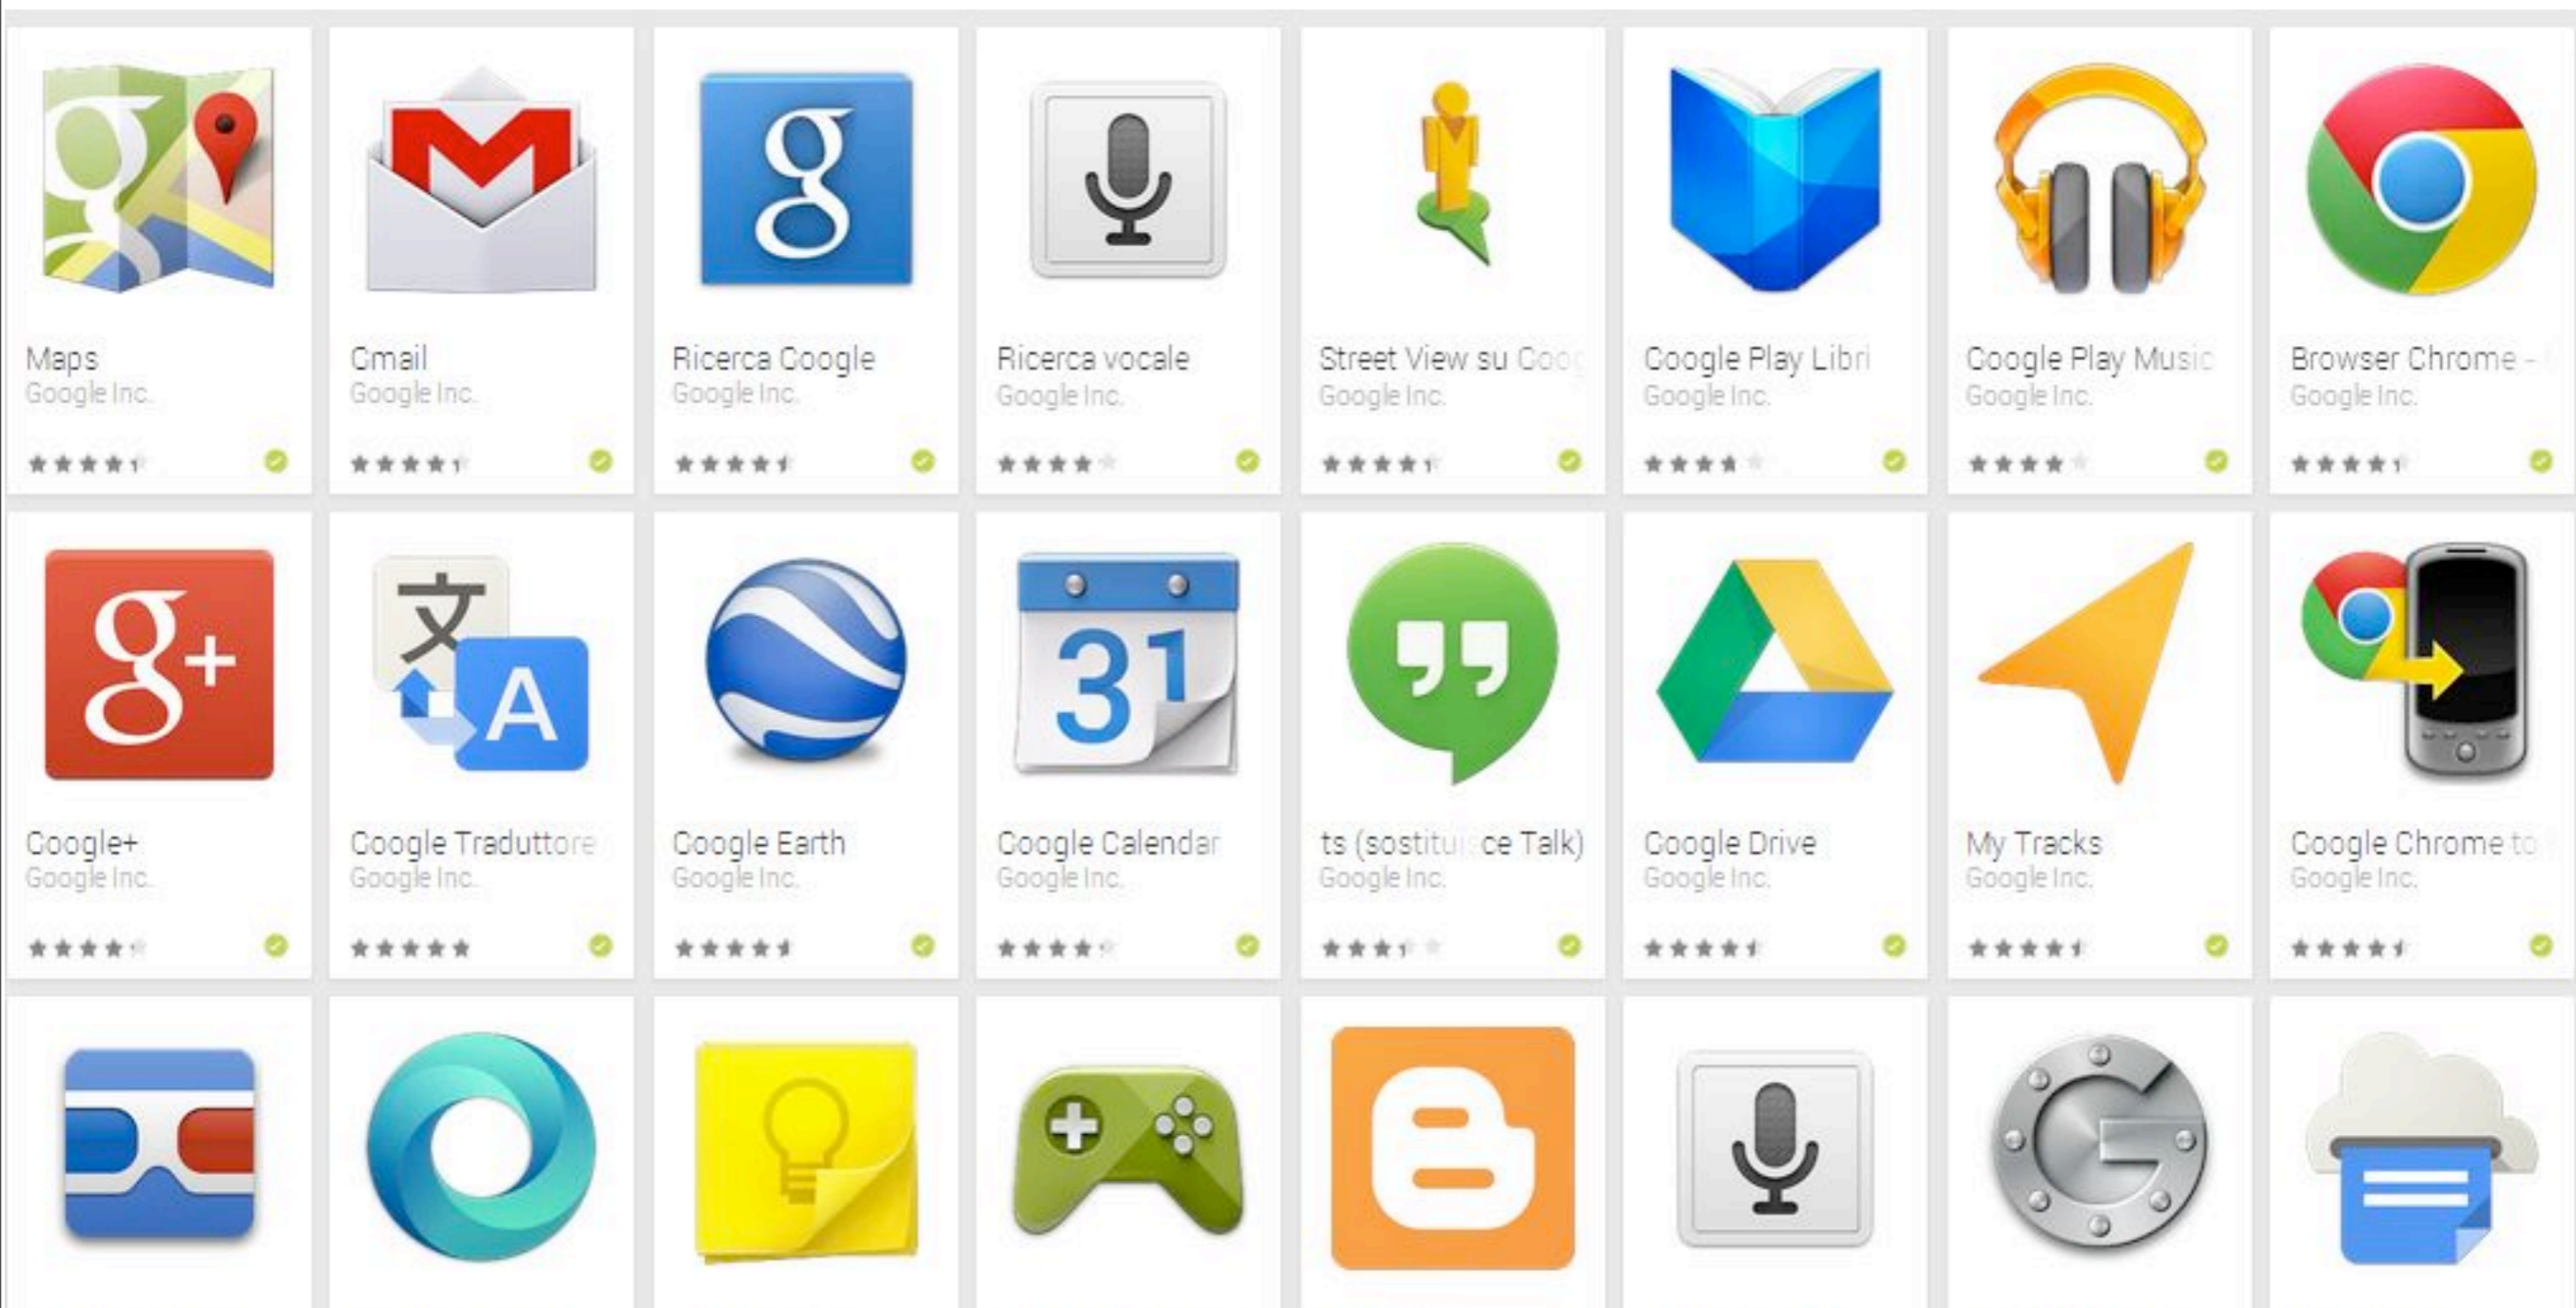 Maps
Google Inc.
Gmail
Google Inc.
Ricerca Google
Google Inc.
Ricerca vocale
Google Inc.
Street View su Goog
Google Inc.
Google Play Libri
Google Inc.
Google Play Music
Google Inc.
Browser Chrome -
Google Inc.
g+
文
A
31
Google+
Google Inc.
Google Traduttore
Google Inc.
Google Earth
Google Inc.
Google Calendar
Google Inc.
ts (sostituisce Talk)
Google Inc.
Google Drive
Google Inc.
My Tracks
Google Inc.
Google Chrome to
Google Inc.